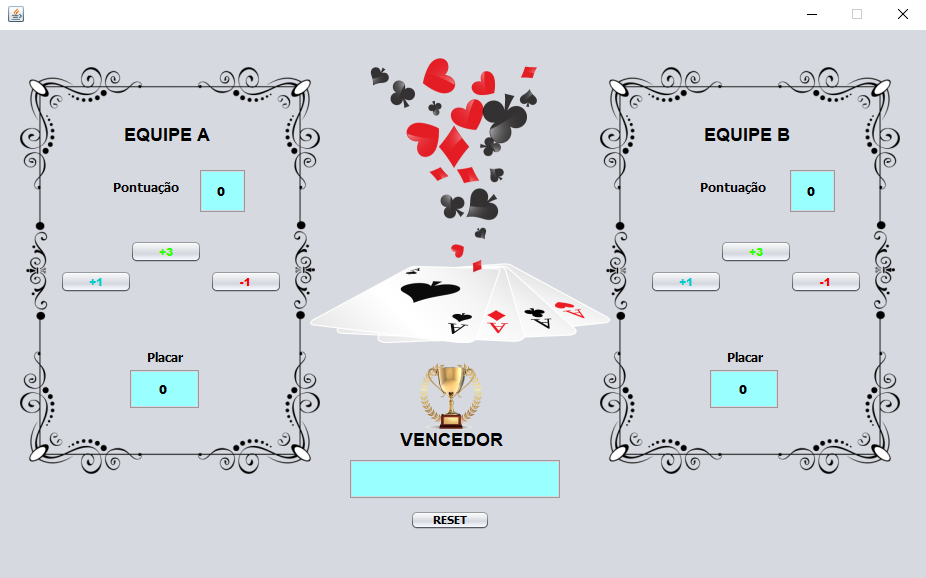 EQUIPE A
Pontuação 0
+3
+1 -1
Placar
0
A A A A
VENCEDOR
RESET
EQUIPE B
Pontuação 0
+3
+1 -1
Placar
0